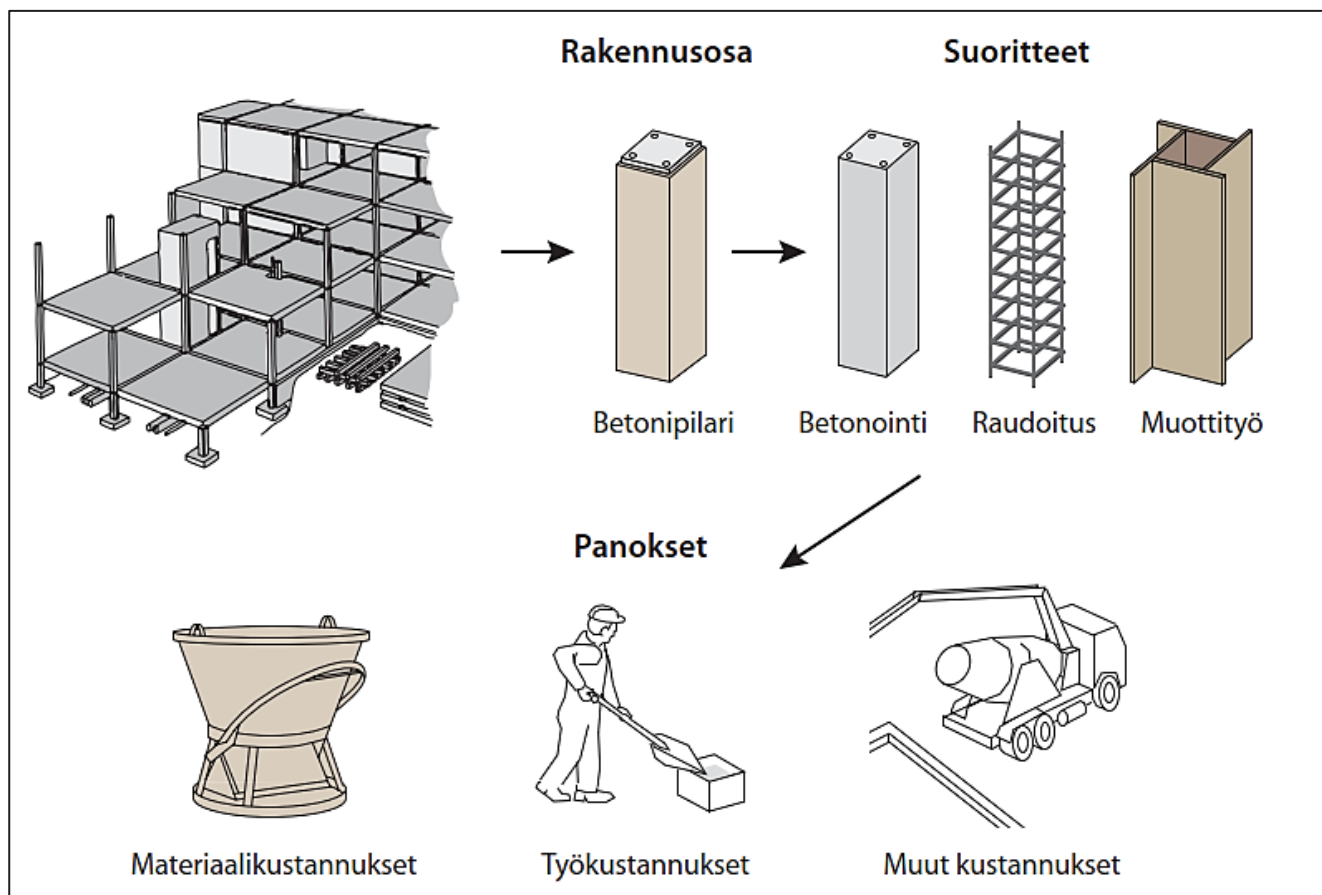 Rakennusosa
Suoritteet
Betonipilari
Betonointi
Raudoitus
Muottityö
Panokset
Materiaalikustannukset
Työkustannukset
Muut kustannukset